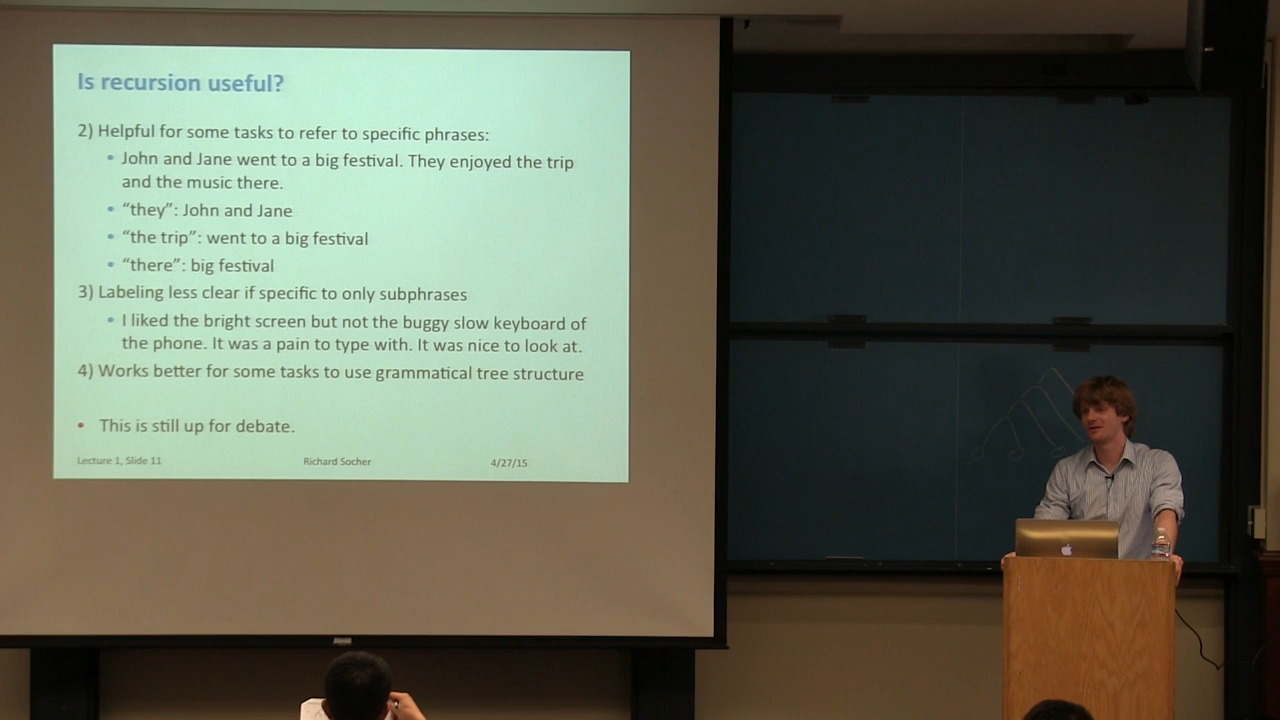 Is recursion useful?
2) Helpful for some tasks to refer to specific phrases:
• John and Jane went to a big festival. They enjoyed the trip
and the music there.
• “they”: John and Jane
• “the trip”: went to a big festival
• “there”: big festival
3) Labeling less clear if specific to only subphrases
• I liked the bright screen but not the buggy slow keyboard of
the phone. It was a pain to type with. It was nice to look at.
4) Works better for some tasks to use grammatical tree structure
• This is still up for debate.
Lecture 1, Slide 11 Richard Socher 4/27/15